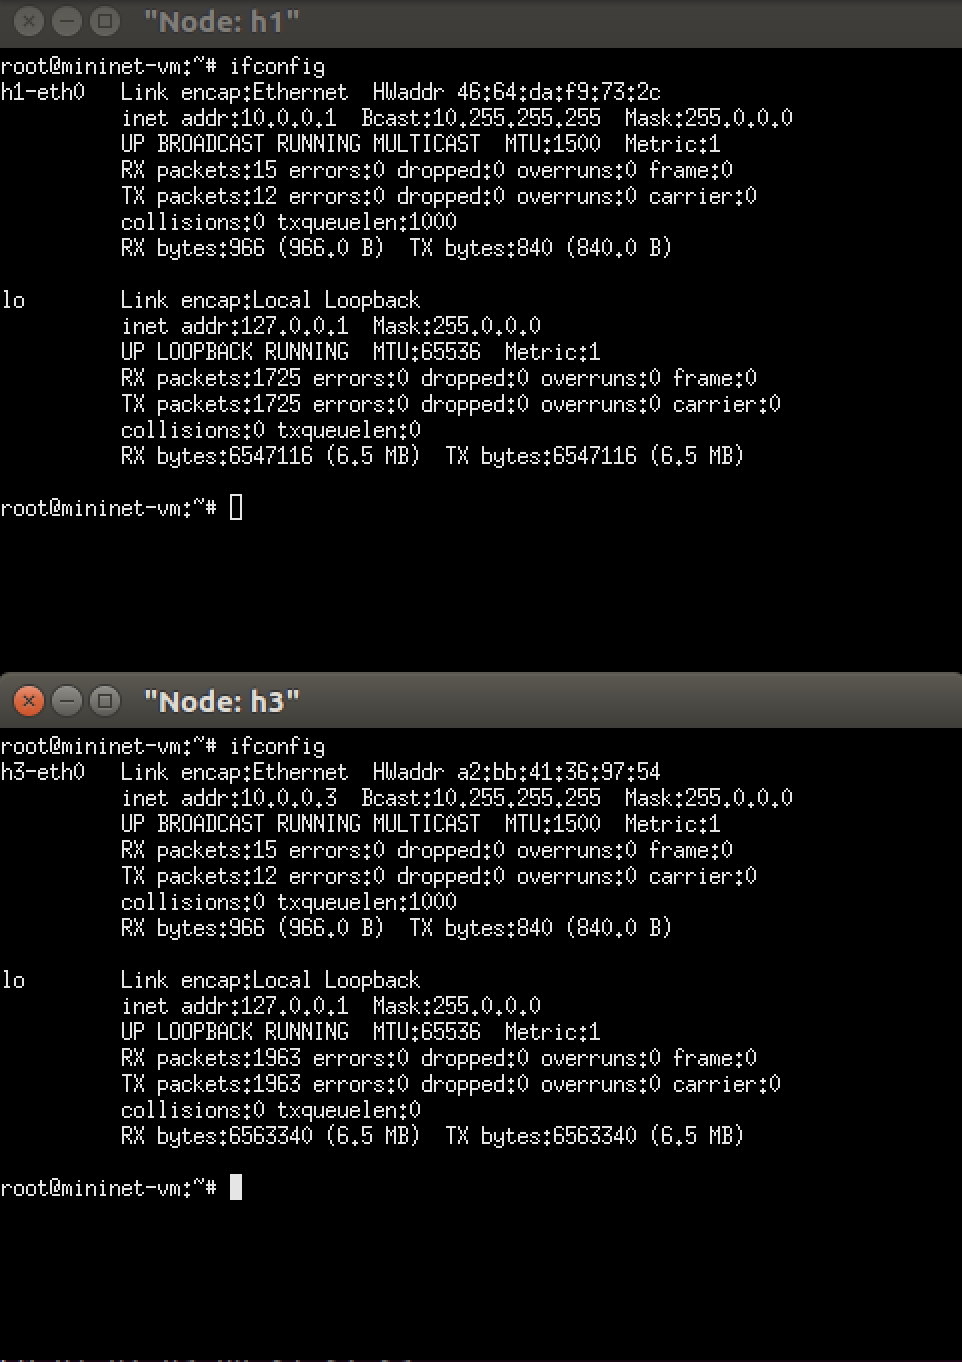 "Node: h1"
root@mininet-vm:~# ifconfig
h1-eth0   Link encap:Ethernet  HWaddr 46:64:da:f9:73:2c
          inet addr:10.0.0.1  Bcast:10.255.255.255  Mask:255.0.0.0
          UP BROADCAST RUNNING MULTICAST  MTU:1500  Metric:1
          RX packets:15 errors:0 dropped:0 overruns:0 frame:0
          TX packets:12 errors:0 dropped:0 overruns:0 carrier:0
          collisions:0 txqueuelen:1000
          RX bytes:966 (966.0 B)  TX bytes:840 (840.0 B)
lo        Link encap:Local Loopback
          inet addr:127.0.0.1  Mask:255.0.0.0
          UP LOOPBACK RUNNING  MTU:65536  Metric:1
          RX packets:1725 errors:0 dropped:0 overruns:0 frame:0
          TX packets:1725 errors:0 dropped:0 overruns:0 carrier:0
          collisions:0 txqueuelen:0
          RX bytes:6547116 (6.5 MB)  TX bytes:6547116 (6.5 MB)
root@mininet-vm:~#
"Node: h3"
root@mininet-vm:~# ifconfig
h3-eth0   Link encap:Ethernet  HWaddr a2:bb:41:36:97:54
          inet addr:10.0.0.3  Bcast:10.255.255.255  Mask:255.0.0.0
          UP BROADCAST RUNNING MULTICAST  MTU:1500  Metric:1
          RX packets:15 errors:0 dropped:0 overruns:0 frame:0
          TX packets:12 errors:0 dropped:0 overruns:0 carrier:0
          collisions:0 txqueuelen:1000
          RX bytes:966 (966.0 B)  TX bytes:840 (840.0 B)
lo        Link encap:Local Loopback
          inet addr:127.0.0.1  Mask:255.0.0.0
          UP LOOPBACK RUNNING  MTU:65536  Metric:1
          RX packets:1963 errors:0 dropped:0 overruns:0 frame:0
          TX packets:1963 errors:0 dropped:0 overruns:0 carrier:0
          collisions:0 txqueuelen:0
          RX bytes:6563340 (6.5 MB)  TX bytes:6563340 (6.5 MB)
root@mininet-vm:~#